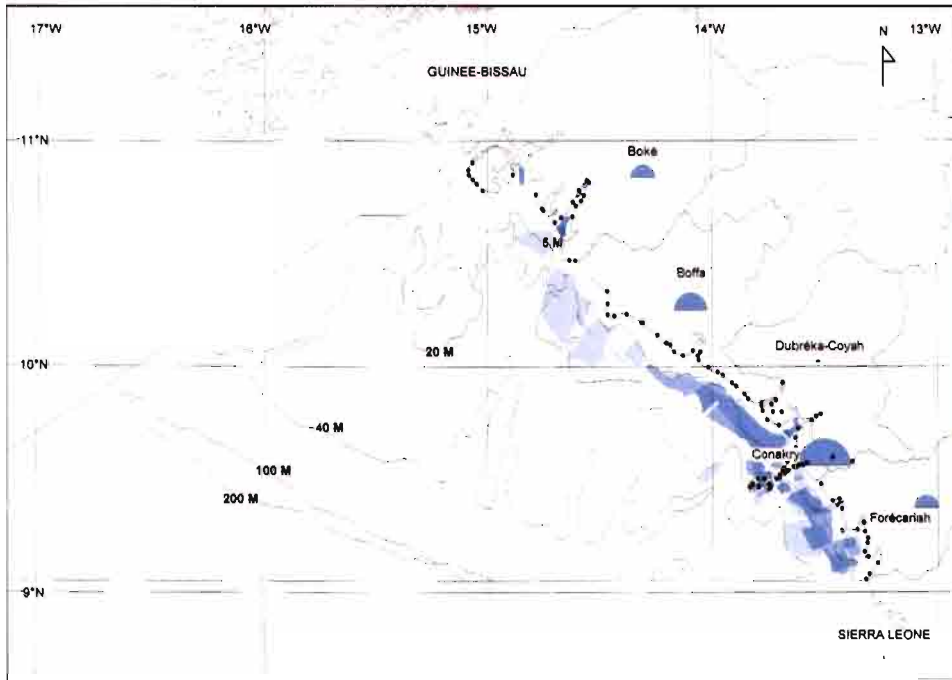 17°W
16°W
15°W
14°W
13°W
N
GUINEE-BISSAU
11°N
Boké
5 M
Boffa
20 M
Dubréka-Coyah
10°N
40 M
Conakry
100 M
200 M
Forécariah
9°N
SIERRA LEONE